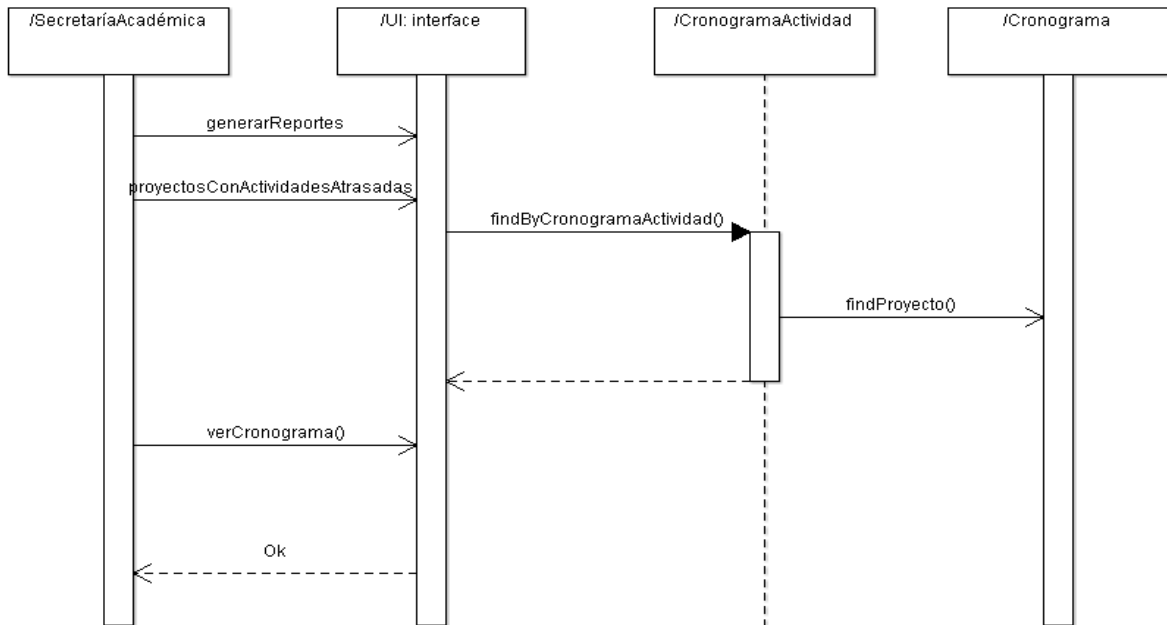 /SecretaríaAcadémica
/UI: interface
/CronogramaActividad
/Cronograma
generarReportes
proyectosConActividadesAtrasadas
findByCronogramaActividad()
findProyecto()
verCronograma()
Ok